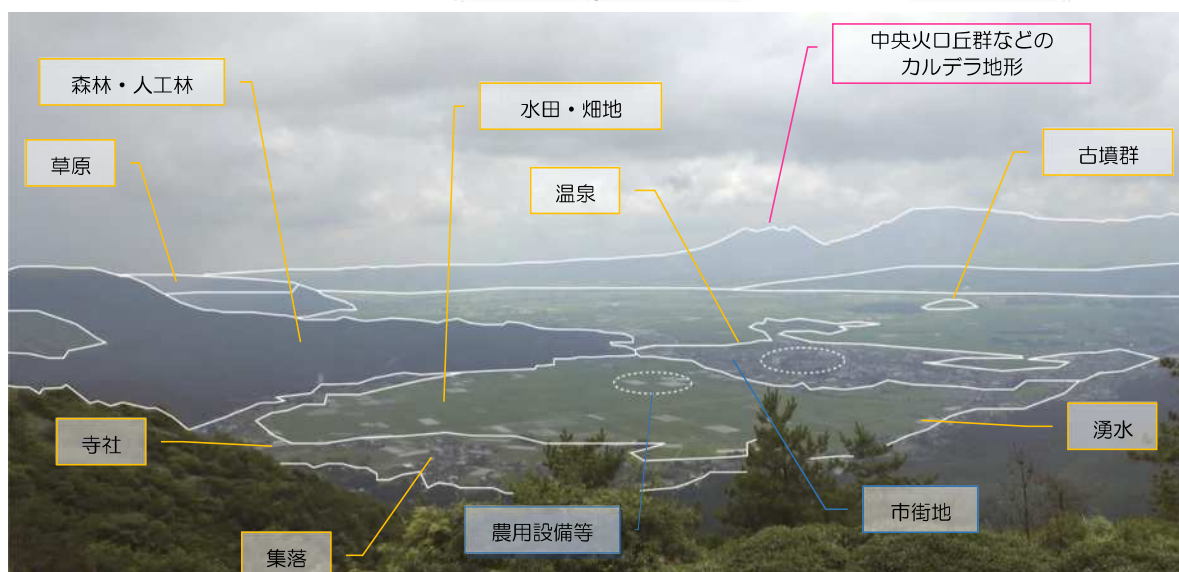 中央火口丘群などの
カルデラ地形
森林・人工林
水田・畑地
古墳群
草原
温泉
寺社
湧水
市街地
農用設備等
集落